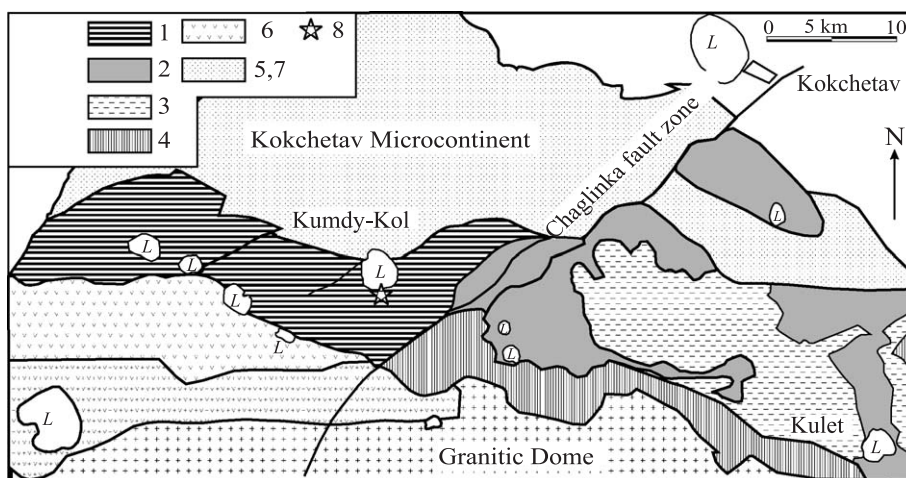 1 6 8
2 5,7
3
4
L
0 5 km 10
Kokchetav
N
Kokchetav Microcontinent
Chaglinka fault zone
Kumdy-Kol
L
L
L
L
L
L
L
L
L
Kulet
L
Granitic Dome